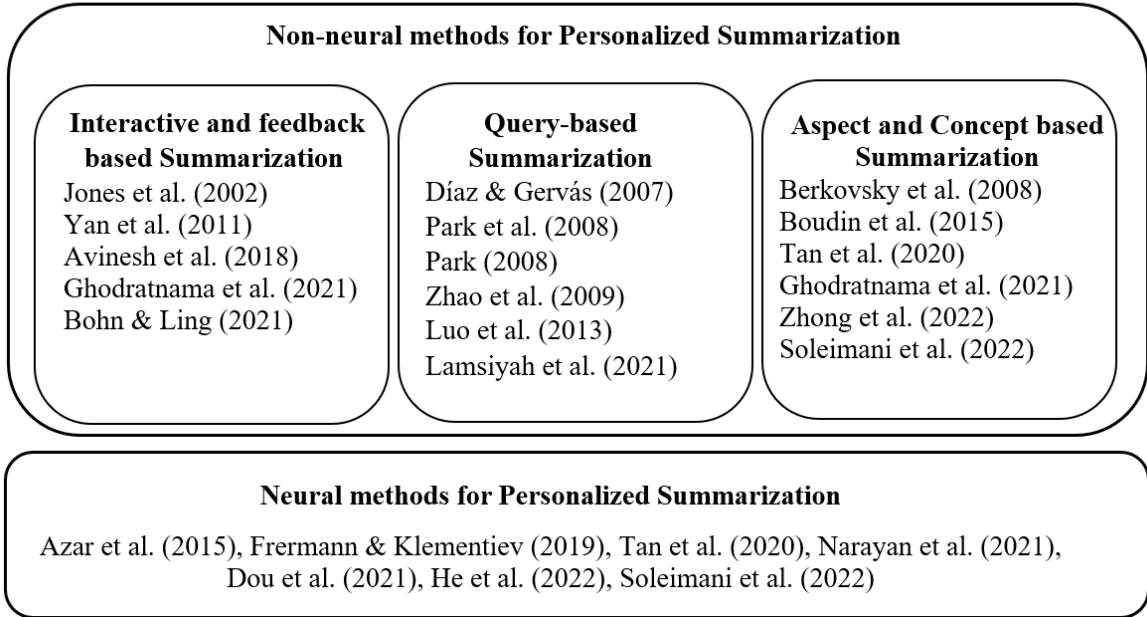 Non-neural methods for Personalized Summarization
Interactive and feedback
based Summarization
Jones et al. (2002)
Yan et al. (2011)
Avinesh et al. (2018)
Ghodratnama et al. (2021)
Bohn & Ling (2021)
Query-based
Summarization
Díaz & Gervás (2007)
Park et al. (2008)
Park (2008)
Zhao et al. (2009)
Luo et al. (2013)
Lamsiyah et al. (2021)
Aspect and Concept based
Summarization
Berkovsky et al. (2008)
Boudin et al. (2015)
Tan et al. (2020)
Ghodratnama et al. (2021)
Zhong et al. (2022)
Soleimani et al. (2022)
Neural methods for Personalized Summarization
Azar et al. (2015), Frermann & Klementiev (2019), Tan et al. (2020), Narayan et al. (2021),
Dou et al. (2021), He et al. (2022), Soleimani et al. (2022)